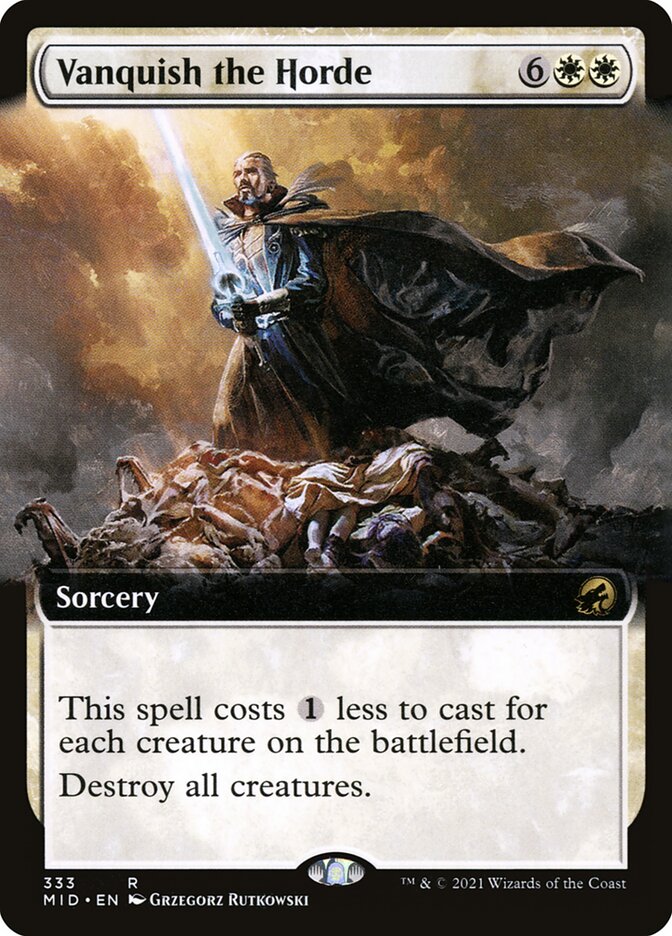 Vanquish the Horde 6
Sorcery
This spell costs 1 less to cast for
each creature on the battlefield.
Destroy all creatures.
333 R
MID • EN Grzegorz Rutkowski
™ & © 2021 Wizards of the Coast